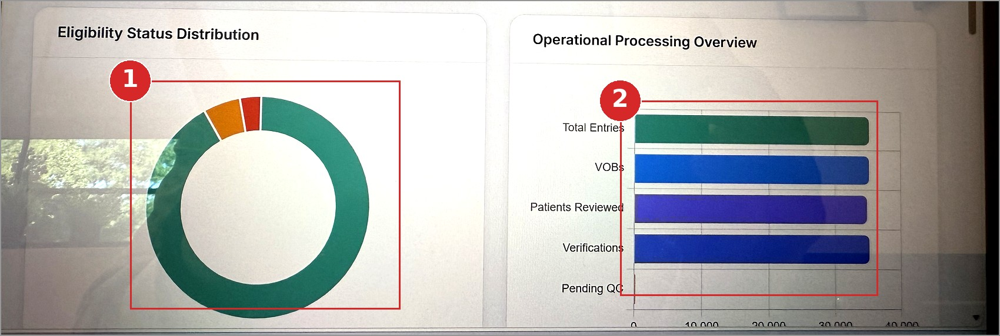 Eligibility Status Distribution
1
Operational Processing Overview
2
Total Entries
VOBs
Patients Reviewed
Verifications
Pending QC
0 10,000 20,000 30,000 40,000